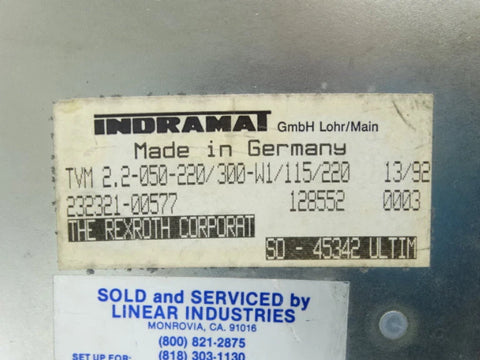 INDRAMAT GmbH Lohr/Main
Made in Germany
TVM 2.2-050-220/300-W1/115/220 13/92
232321-00577 128552 0003
THE REXROTH CORPORAT
SO - 45342 ULTIM
SOLD and SERVICED by
LINEAR INDUSTRIES
MONROVIA, CA. 91016
(800) 821-2875
SET UP FOR: (818) 303-1130